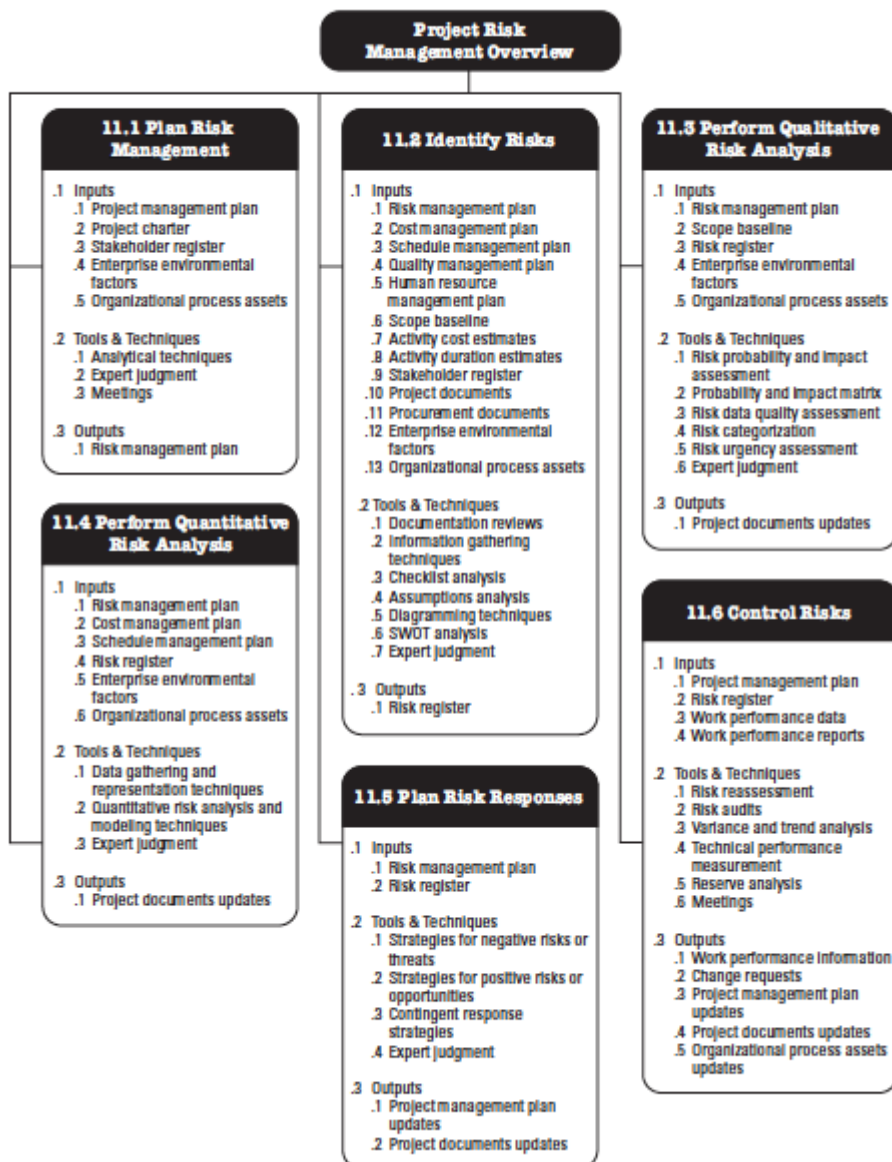 Project Risk
Management Overview
11.1 Plan Risk
Management
.1 Inputs
.1 Project management plan
.2 Project charter
.3 Stakeholder register
.4 Enterprise environmental
factors
.5 Organizational process assets
.2 Tools & Techniques
.1 Analytical techniques
.2 Expert judgment
.3 Meetings
.3 Outputs
.1 Risk management plan
11.2 Identify Risks
.1 Inputs
.1 Risk management plan
.2 Cost management plan
.3 Schedule management plan
.4 Quality management plan
.5 Human resource
management plan
.6 Scope baseline
.7 Activity cost estimates
.8 Activity duration estimates
.9 Stakeholder register
.10 Project documents
.11 Procurement documents
.12 Enterprise environmental
factors
.13 Organizational process assets
.2 Tools & Techniques
.1 Documentation reviews
.2 Information gathering
techniques
.3 Checklist analysis
.4 Assumptions analysis
.5 Diagramming techniques
.6 SWOT analysis
.7 Expert judgment
.3 Outputs
.1 Risk register
11.3 Perform Qualitative
Risk Analysis
.1 Inputs
.1 Risk management plan
.2 Scope baseline
.3 Risk register
.4 Enterprise environmental
factors
.5 Organizational process assets
.2 Tools & Techniques
.1 Risk probability and impact
assessment
.2 Probability and impact matrix
.3 Risk data quality assessment
.4 Risk categorization
.5 Risk urgency assessment
.6 Expert judgment
.3 Outputs
.1 Project documents updates
11.4 Perform Quantitative
Risk Analysis
.1 Inputs
.1 Risk management plan
.2 Cost management plan
.3 Schedule management plan
.4 Risk register
.5 Enterprise environmental
factors
.6 Organizational process assets
.2 Tools & Techniques
.1 Data gathering and
representation techniques
.2 Quantitative risk analysis and
modeling techniques
.3 Expert judgment
.3 Outputs
.1 Project documents updates
11.5 Plan Risk Responses
.1 Inputs
.1 Risk management plan
.2 Risk register
.2 Tools & Techniques
.1 Strategies for negative risks or
threats
.2 Strategies for positive risks or
opportunities
.3 Contingent response
strategies
.4 Expert judgment
.3 Outputs
.1 Project management plan
updates
.2 Project documents updates
11.6 Control Risks
.1 Inputs
.1 Project management plan
.2 Risk register
.3 Work performance data
.4 Work performance reports
.2 Tools & Techniques
.1 Risk reassessment
.2 Risk audits
.3 Variance and trend analysis
.4 Technical performance
measurement
.5 Reserve analysis
.6 Meetings
.3 Outputs
.1 Work performance information
.2 Change requests
.3 Project management plan
updates
.4 Project documents updates
.5 Organizational process assets
updates